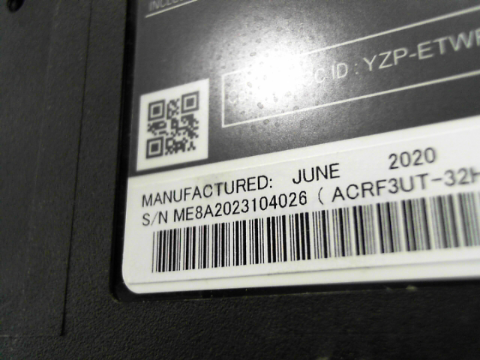 C ID : YZP-ETWF
MANUFACTURED: JUNE 2020
S/N ME8A2023104026 ( ACRF3UT-32H